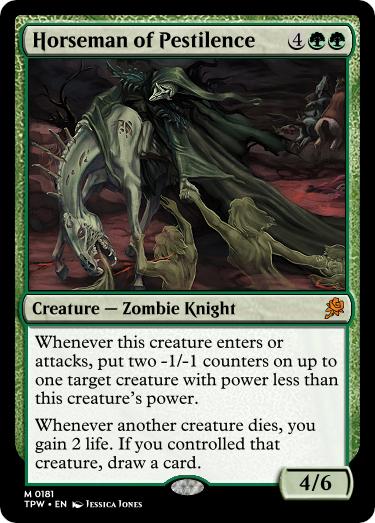 Horseman of Pestilence 4
Creature — Zombie Knight
Whenever this creature enters or
attacks, put two -1/-1 counters on up to
one target creature with power less than
this creature's power.
Whenever another creature dies, you
gain 2 life. If you controlled that
creature, draw a card.
4/6
M 0181
TPW • EN Jessica Jones